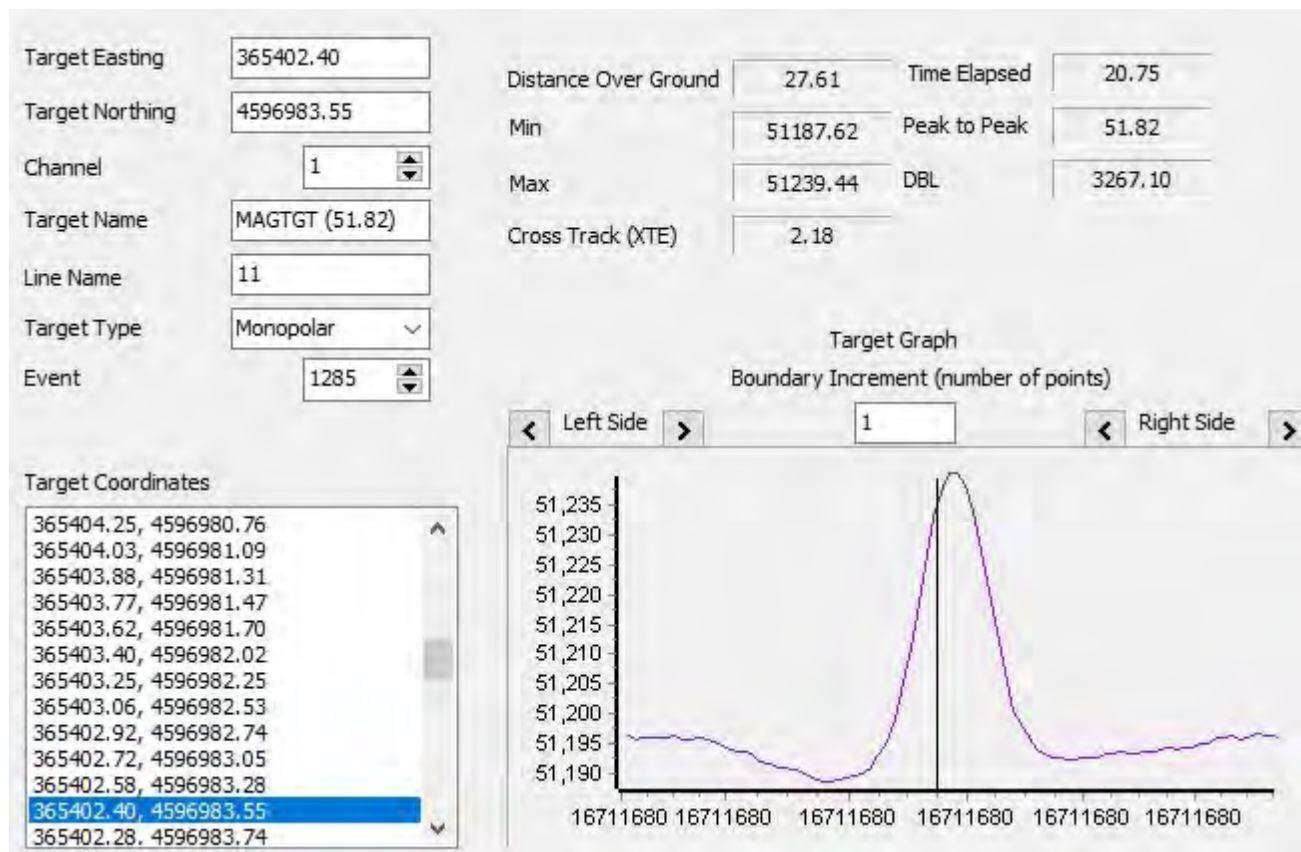 Target Easting 365402.40
Target Northing 4596983.55
Channel 1
Target Name MAGTGT (51.82)
Line Name 11
Target Type Monopolar
Event 1285
Distance Over Ground 27.61 Time Elapsed 20.75
Min 51187.62 Peak to Peak 51.82
Max 51239.44 DBL 3267.10
Cross Track (XTE) 2.18
Target Coordinates
365404.25, 4596980.76
365404.03, 4596981.09
365403.88, 4596981.31
365403.77, 4596981.47
365403.62, 4596981.70
365403.40, 4596982.02
365403.25, 4596982.25
365403.06, 4596982.53
365402.92, 4596982.74
365402.72, 4596983.05
365402.58, 4596983.28
365402.40, 4596983.55
365402.28, 4596983.74
Target Graph
Boundary Increment (number of points)
< Left Side > 1 < Right Side >
51,235
51,230
51,225
51,220
51,215
51,210
51,205
51,200
51,195
51,190
16711680 16711680 16711680 16711680 16711680 16711680